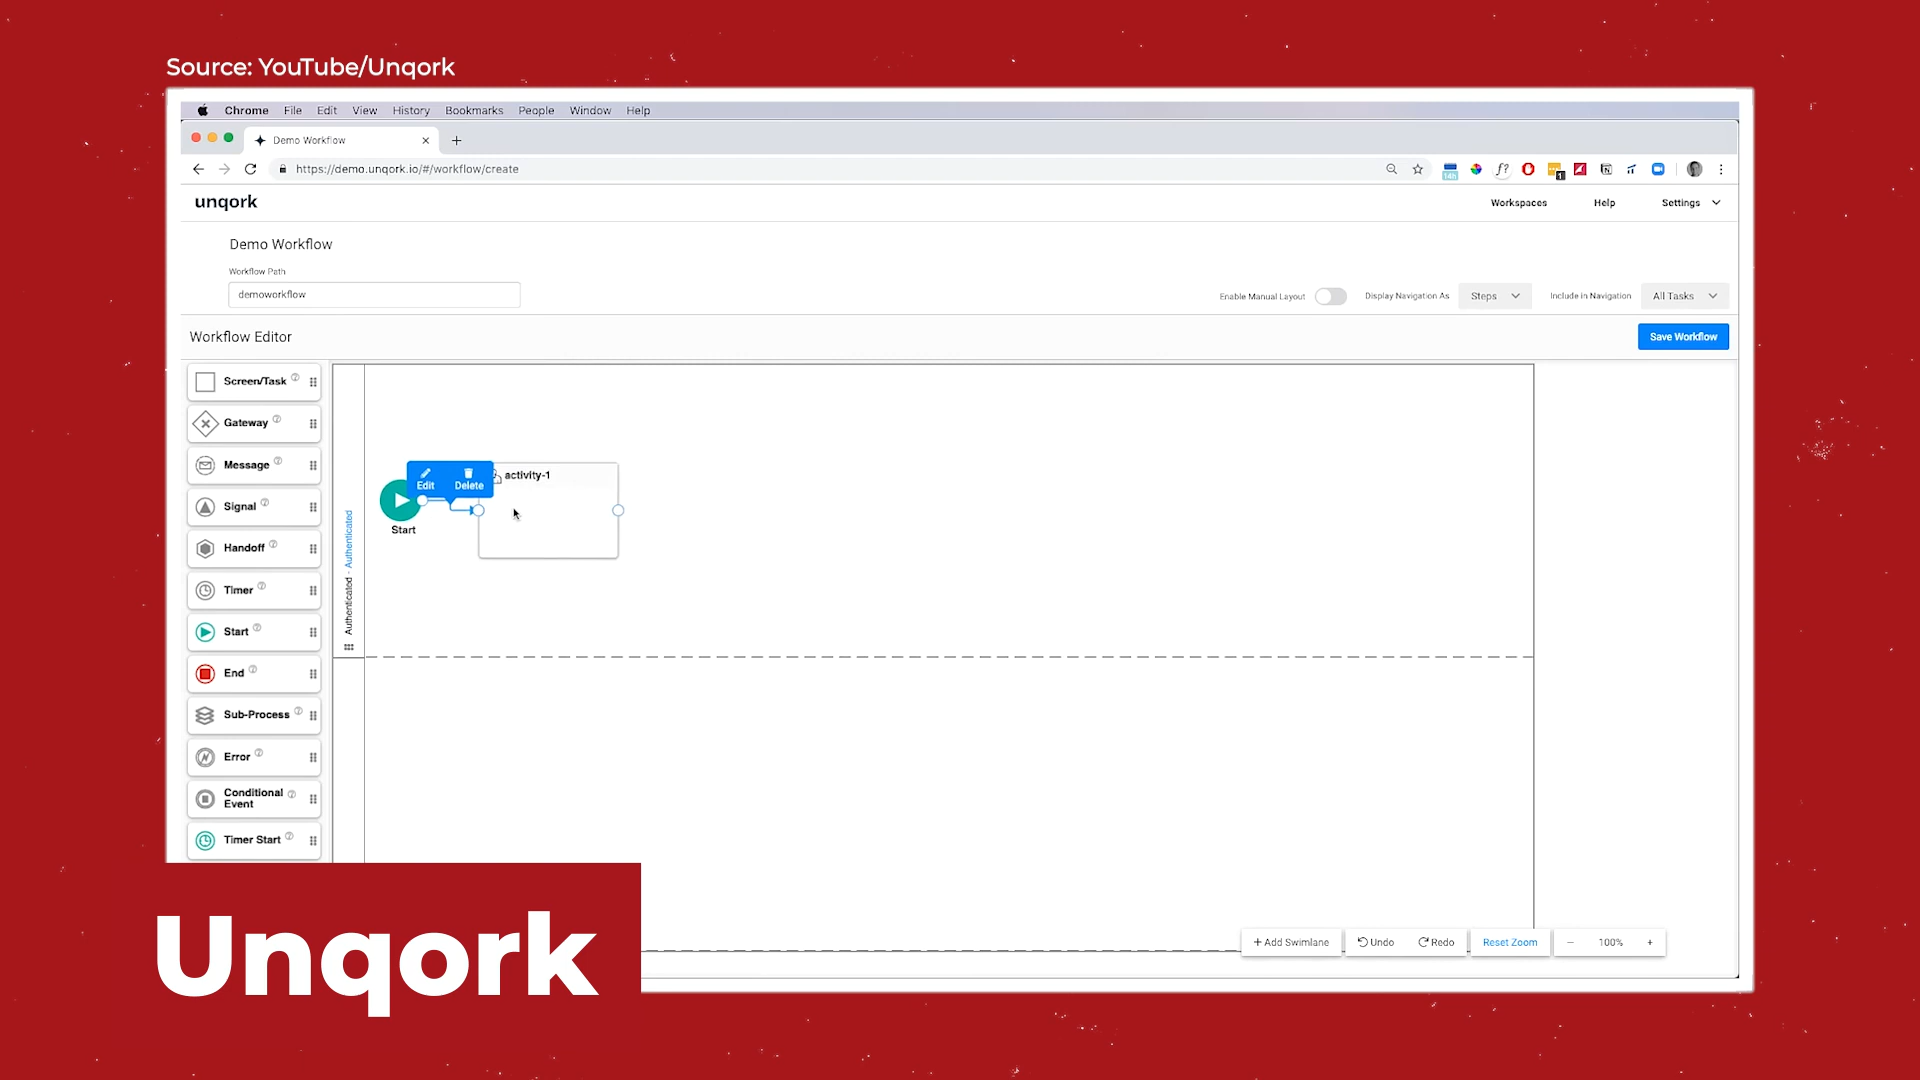 Source: YouTube/Unqork
Chrome File Edit View History Bookmarks People Window Help
Demo Workflow
https://demo.unqork.io/#/workflow/create
14h
f?
1
unqork
Workspaces Help Settings
Demo Workflow
Workflow Path
demoworkflow
Enable Manual Layout Display Navigation As Steps Include in Navigation All Tasks
Workflow Editor
Save Workflow
Screen/Task
Gateway
Message
Signal
Handoff
Timer
Start
End
Sub-Process
Error
Conditional
Event
Timer Start
Authenticated - Authenticated
Edit Delete
activity-1
Start
+ Add Swimlane Undo Redo Reset Zoom − 100% +
Unqork